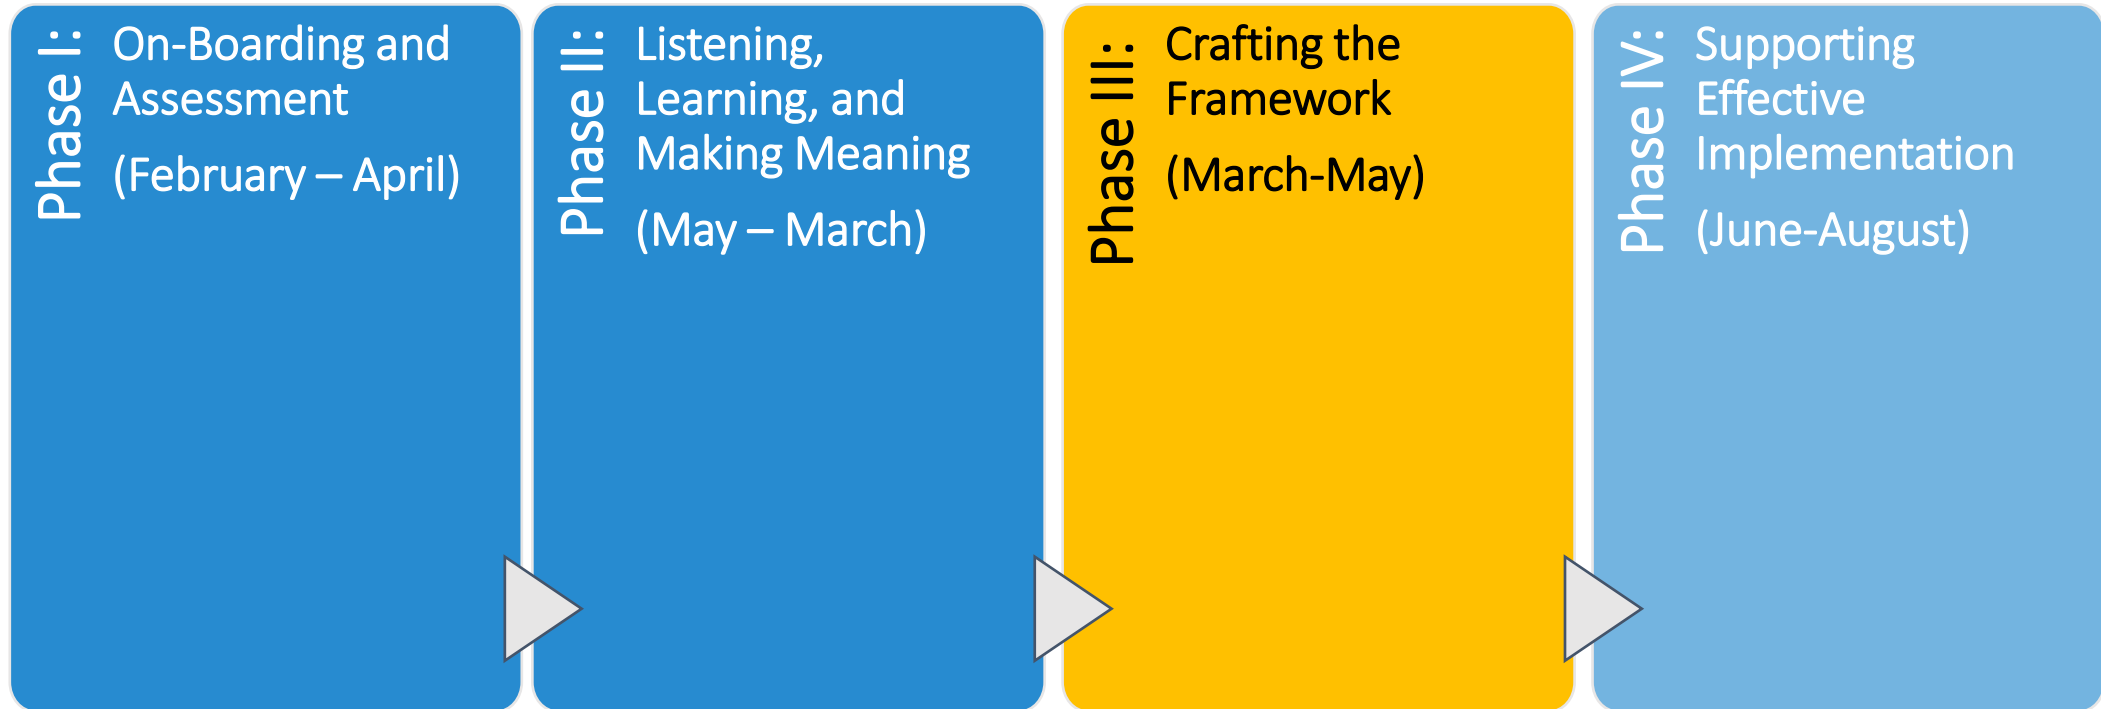 Phase I:
On-Boarding and
Assessment
(February – April)
Phase II:
Listening,
Learning, and
Making Meaning
(May – March)
Phase III:
Crafting the
Framework
(March-May)
Phase IV:
Supporting
Effective
Implementation
(June-August)